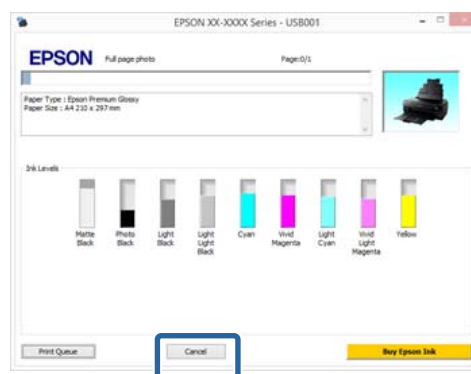 EPSON XX-XXXX Series - USB001
EPSON Full page photo Page:0/1
Paper Type : Epson Premium Glossy
Paper Size : A4 210 x 297 mm
Ink Levels
Matte Black
Photo Black
Light Black
Light Light Black
Cyan
Vivid Magenta
Light Cyan
Vivid Light Magenta
Yellow
Print Queue Cancel Buy Epson Ink